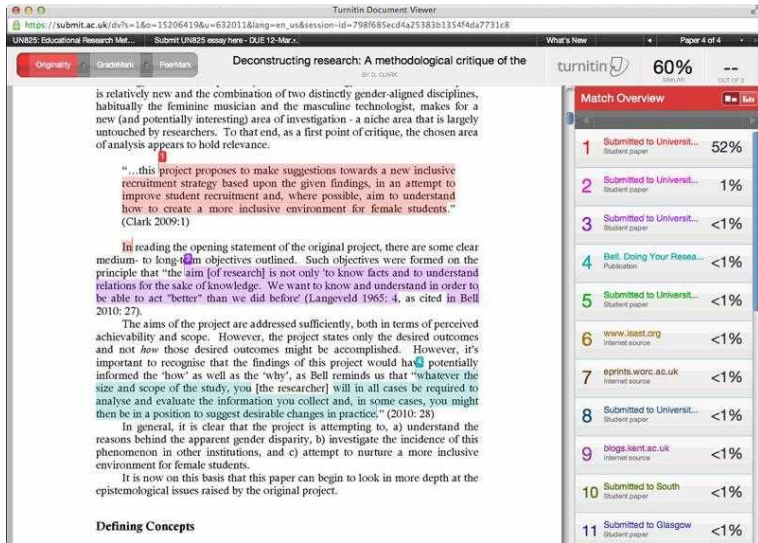 Turnitin Document Viewer
https://submit.ac.uk/dv?s=1&o=15206419&u=632011&lang=en_us&session-id=798f685ecd4a25383b1354f4da7731c8
UN825: Educational Research Met...
Submit UN825 essay here - DUE 12-Mar...
What's New
Paper 4 of 4
Originality
GradeMark
PeerMark
Deconstructing research: A methodological critique of the
BY D. CLARK
turnitin
60%
SIMILAR
--
OUT OF 0
is relatively new and the combination of two distinctly gender-aligned disciplines,
habitually the feminine musician and the masculine technologist, makes for a
new (and potentially interesting) area of investigation - a niche area that is largely
untouched by researchers. To that end, as a first point of critique, the chosen area
of analysis appears to hold relevance.
1
"...this project proposes to make suggestions towards a new inclusive
recruitment strategy based upon the given findings, in an attempt to
improve student recruitment and, where possible, aim to understand
how to create a more inclusive environment for female students."
(Clark 2009:1)
In reading the opening statement of the original project, there are some clear
medium- to long-term objectives outlined. Such objectives were formed on the
principle that "the aim [of research] is not only 'to know facts and to understand
relations for the sake of knowledge. We want to know and understand in order to
be able to act "better" than we did before' (Langeveld 1965: 4, as cited in Bell
2010: 27).
The aims of the project are addressed sufficiently, both in terms of perceived
achievability and scope. However, the project states only the desired outcomes
and not how those desired outcomes might be accomplished. However, it's
important to recognise that the findings of this project would have potentially
informed the 'how' as well as the 'why', as Bell reminds us that "whatever the
size and scope of the study, you [the researcher] will in all cases be required to
analyse and evaluate the information you collect and, in some cases, you might
then be in a position to suggest desirable changes in practice." (2010: 28)
In general, it is clear that the project is attempting to, a) understand the
reasons behind the apparent gender disparity, b) investigate the incidence of this
phenomenon in other institutions, and c) attempt to nurture a more inclusive
environment for female students.
It is now on this basis that this paper can begin to look in more depth at the
epistemological issues raised by the original project.
Defining Concepts
Match Overview
1 Submitted to Universit... 52%
Student paper
2 Submitted to Universit... 1%
Student paper
3 Submitted to Universit... <1%
Student paper
4 Bell. Doing Your Resea... <1%
Publication
5 Submitted to Universit... <1%
Student paper
6 www.isast.org <1%
Internet source
7 eprints.worc.ac.uk <1%
Internet source
8 Submitted to Universit... <1%
Student paper
9 blogs.kent.ac.uk <1%
Internet source
10 Submitted to South <1%
Student paper
11 Submitted to Glasgow <1%
Student paper